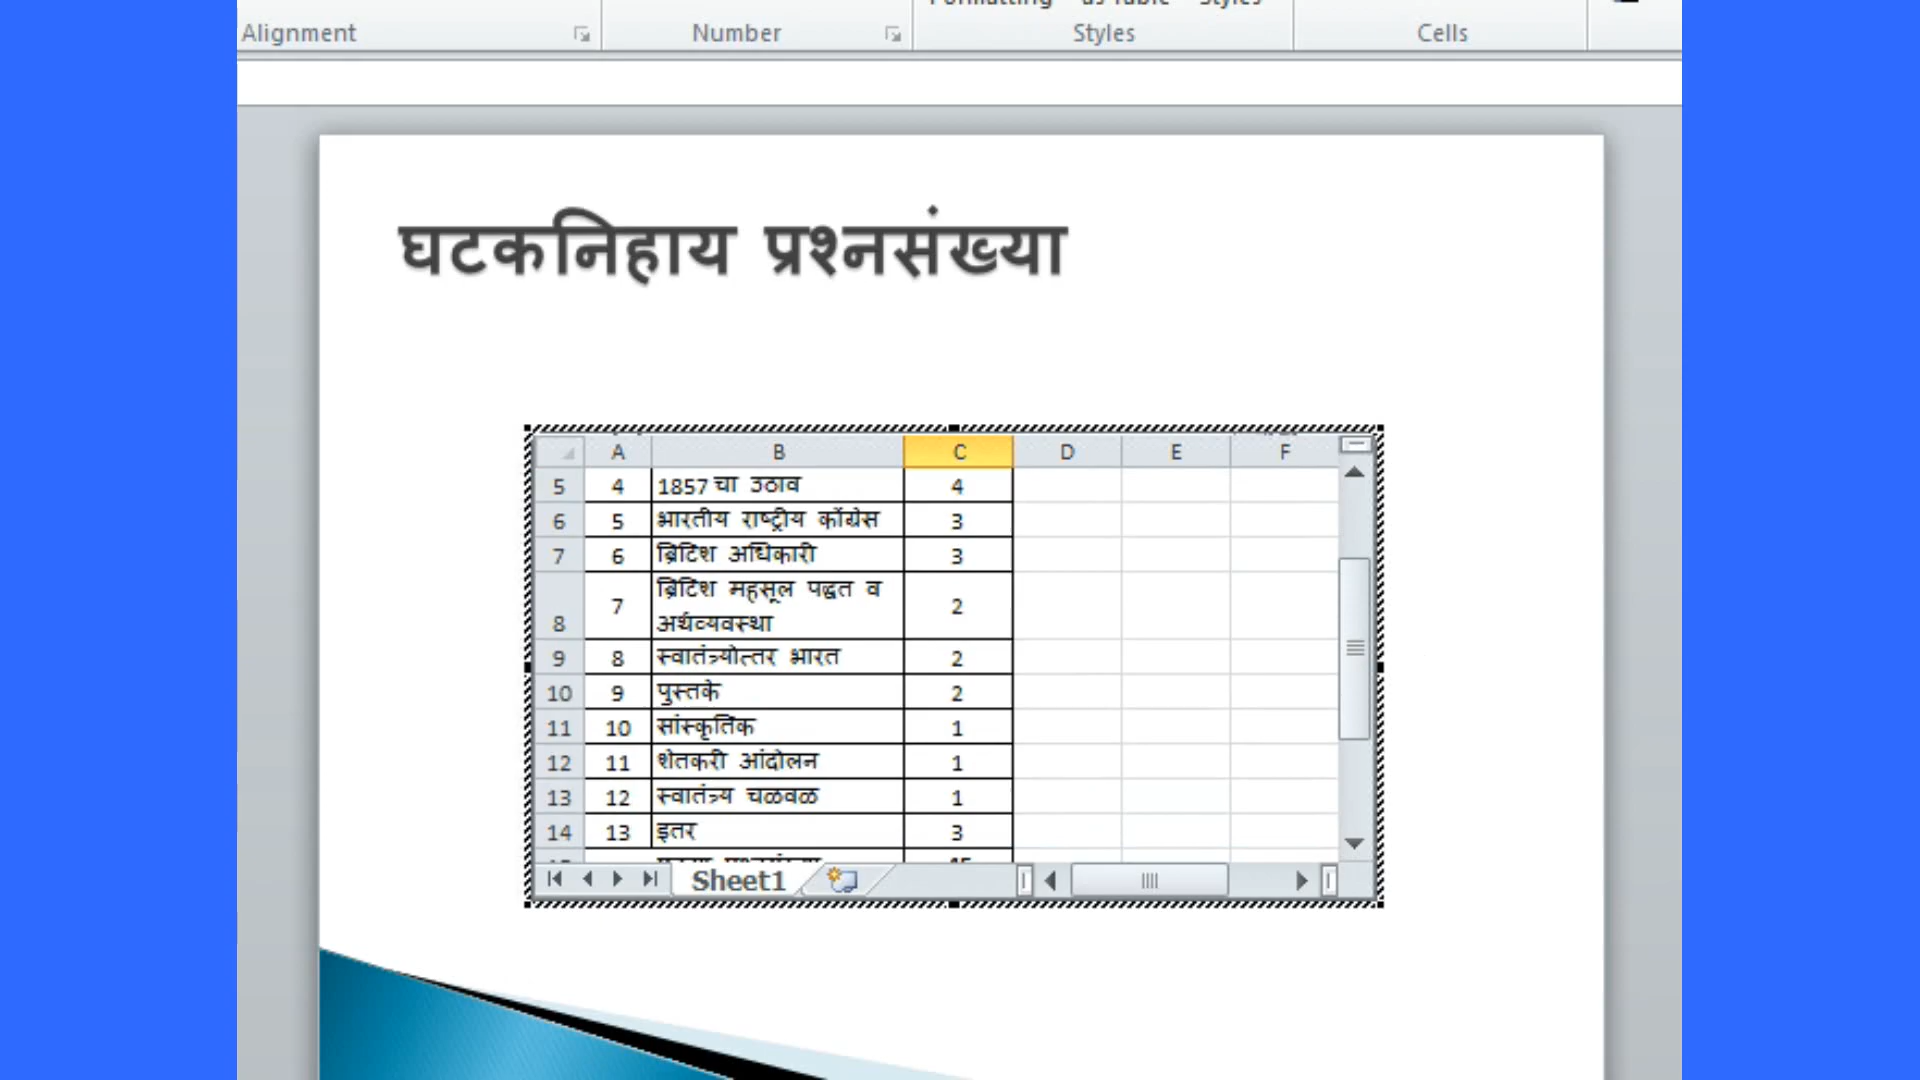 Alignment Number Styles Cells
घटकनिहाय प्रश्नसंख्या
A B C D E F
5 4 1857 चा उठाव 4
6 5 भारतीय राष्ट्रीय काँग्रेस 3
7 6 ब्रिटिश अधिकारी 3
8 7 ब्रिटिश महसूल पद्धत व 2
अर्थव्यवस्था
9 8 स्वातंत्र्योत्तर भारत 2
10 9 पुस्तके 2
11 10 सांस्कृतिक 1
12 11 शेतकरी आंदोलन 1
13 12 स्वातंत्र्य चळवळ 1
14 13 इतर 3
Sheet1